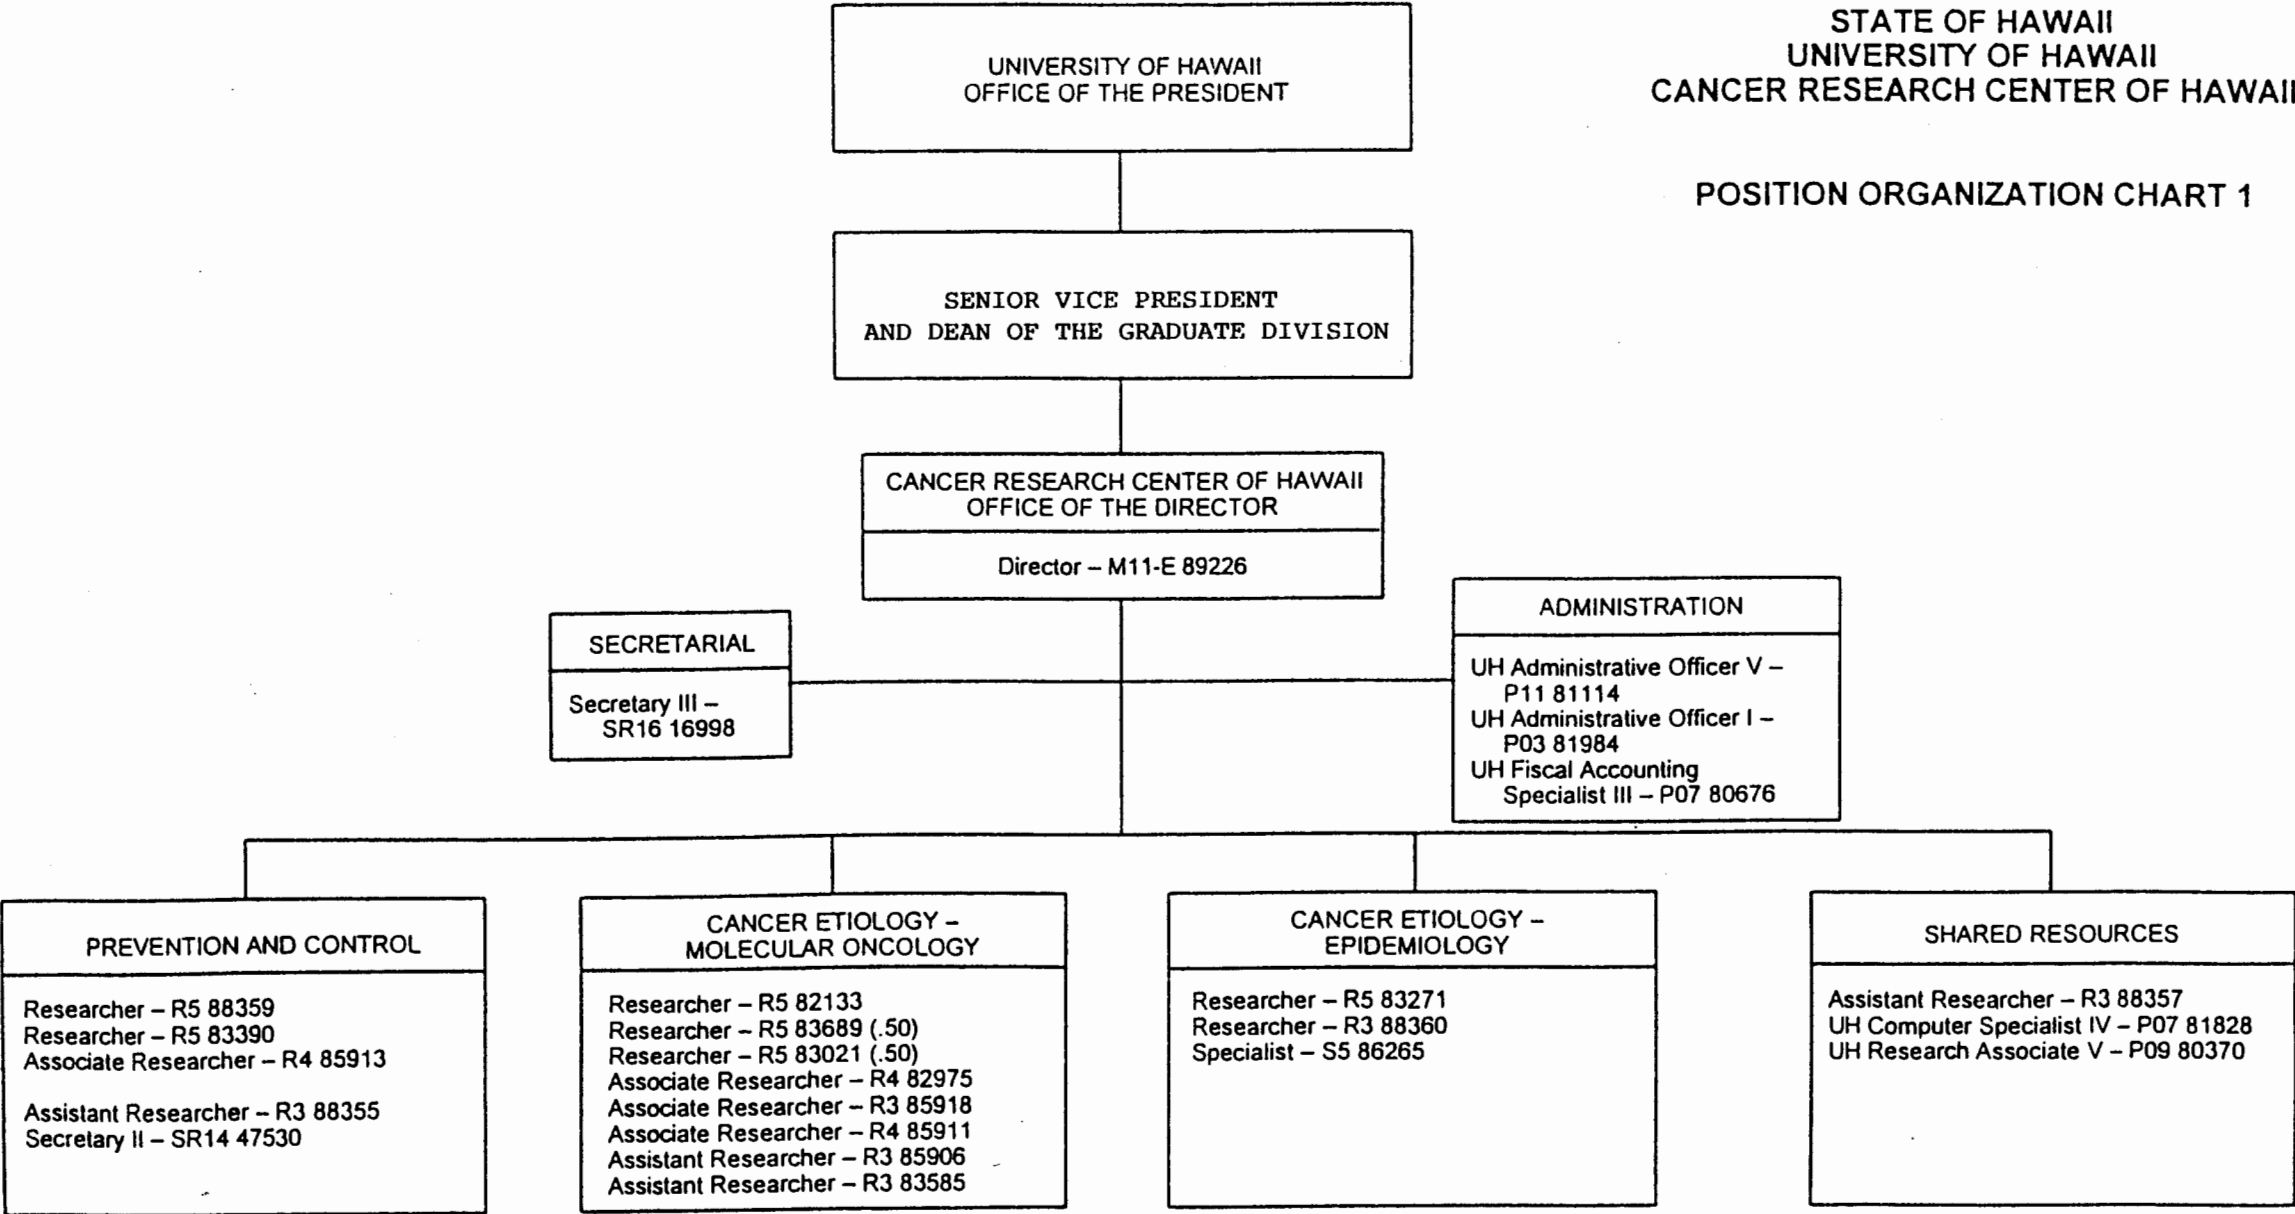 STATE OF HAWAII
UNIVERSITY OF HAWAII
CANCER RESEARCH CENTER OF HAWAII
POSITION ORGANIZATION CHART 1
UNIVERSITY OF HAWAII
OFFICE OF THE PRESIDENT
SENIOR VICE PRESIDENT
AND DEAN OF THE GRADUATE DIVISION
CANCER RESEARCH CENTER OF HAWAII
OFFICE OF THE DIRECTOR
Director – M11-E 89226
SECRETARIAL
Secretary III –
SR16 16998
ADMINISTRATION
UH Administrative Officer V –
P11 81114
UH Administrative Officer I –
P03 81984
UH Fiscal Accounting
Specialist III – P07 80676
PREVENTION AND CONTROL
Researcher – R5 88359
Researcher – R5 83390
Associate Researcher – R4 85913
Assistant Researcher – R3 88355
Secretary II – SR14 47530
CANCER ETIOLOGY –
MOLECULAR ONCOLOGY
Researcher – R5 82133
Researcher – R5 83689 (.50)
Researcher – R5 83021 (.50)
Associate Researcher – R4 82975
Associate Researcher – R3 85918
Associate Researcher – R4 85911
Assistant Researcher – R3 85906
Assistant Researcher – R3 83585
CANCER ETIOLOGY –
EPIDEMIOLOGY
Researcher – R5 83271
Researcher – R3 88360
Specialist – S5 86265
SHARED RESOURCES
Assistant Researcher – R3 88357
UH Computer Specialist IV – P07 81828
UH Research Associate V – P09 80370